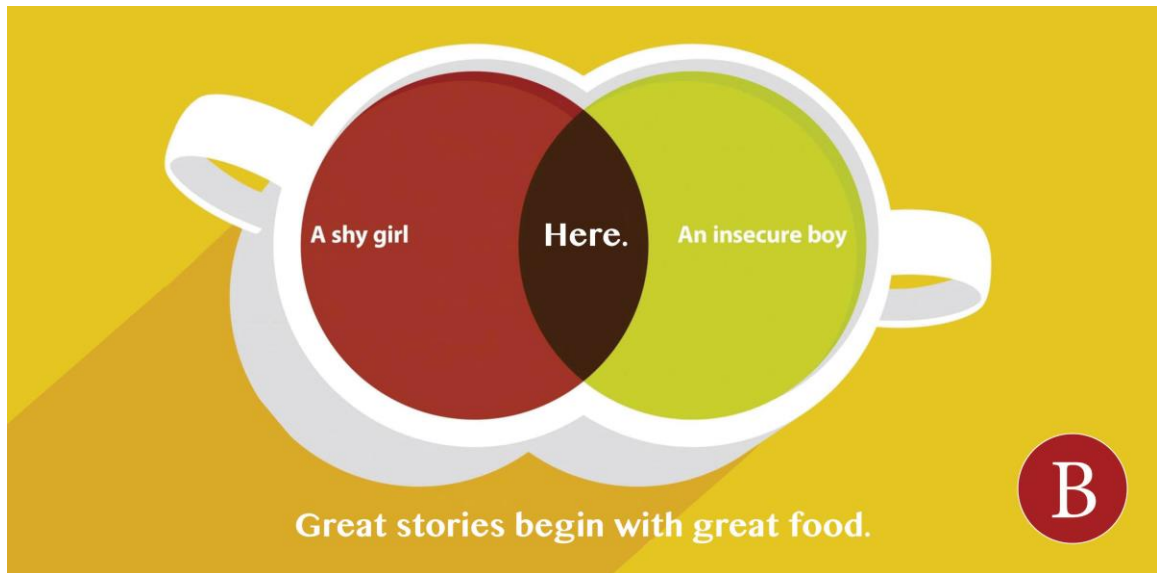 A shy girl
Here.
An insecure boy
Great stories begin with great food.
B